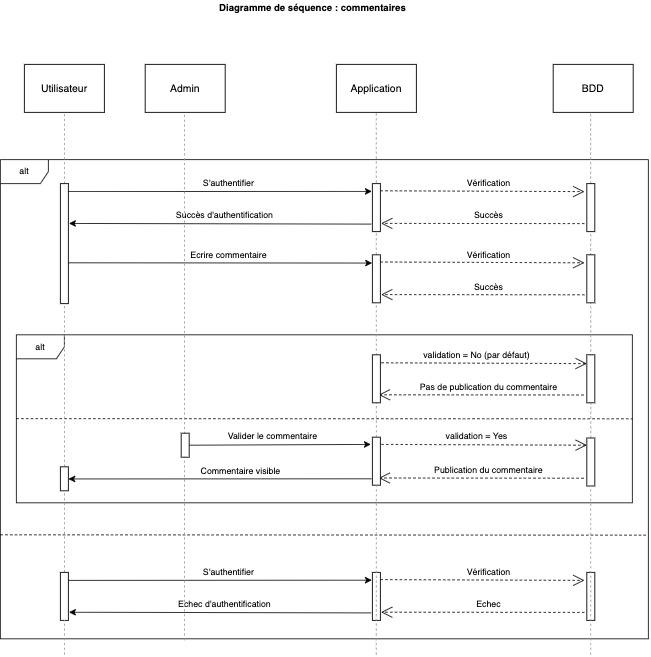 Diagramme de séquence : commentaires
Utilisateur
Admin
Application
BDD
alt
S'authentifier
Vérification
Succès d'authentification
Succès
Ecrire commentaire
Vérification
Succès
alt
validation = No (par défaut)
Pas de publication du commentaire
Valider le commentaire
validation = Yes
Commentaire visible
Publication du commentaire
S'authentifier
Vérification
Echec d'authentification
Echec